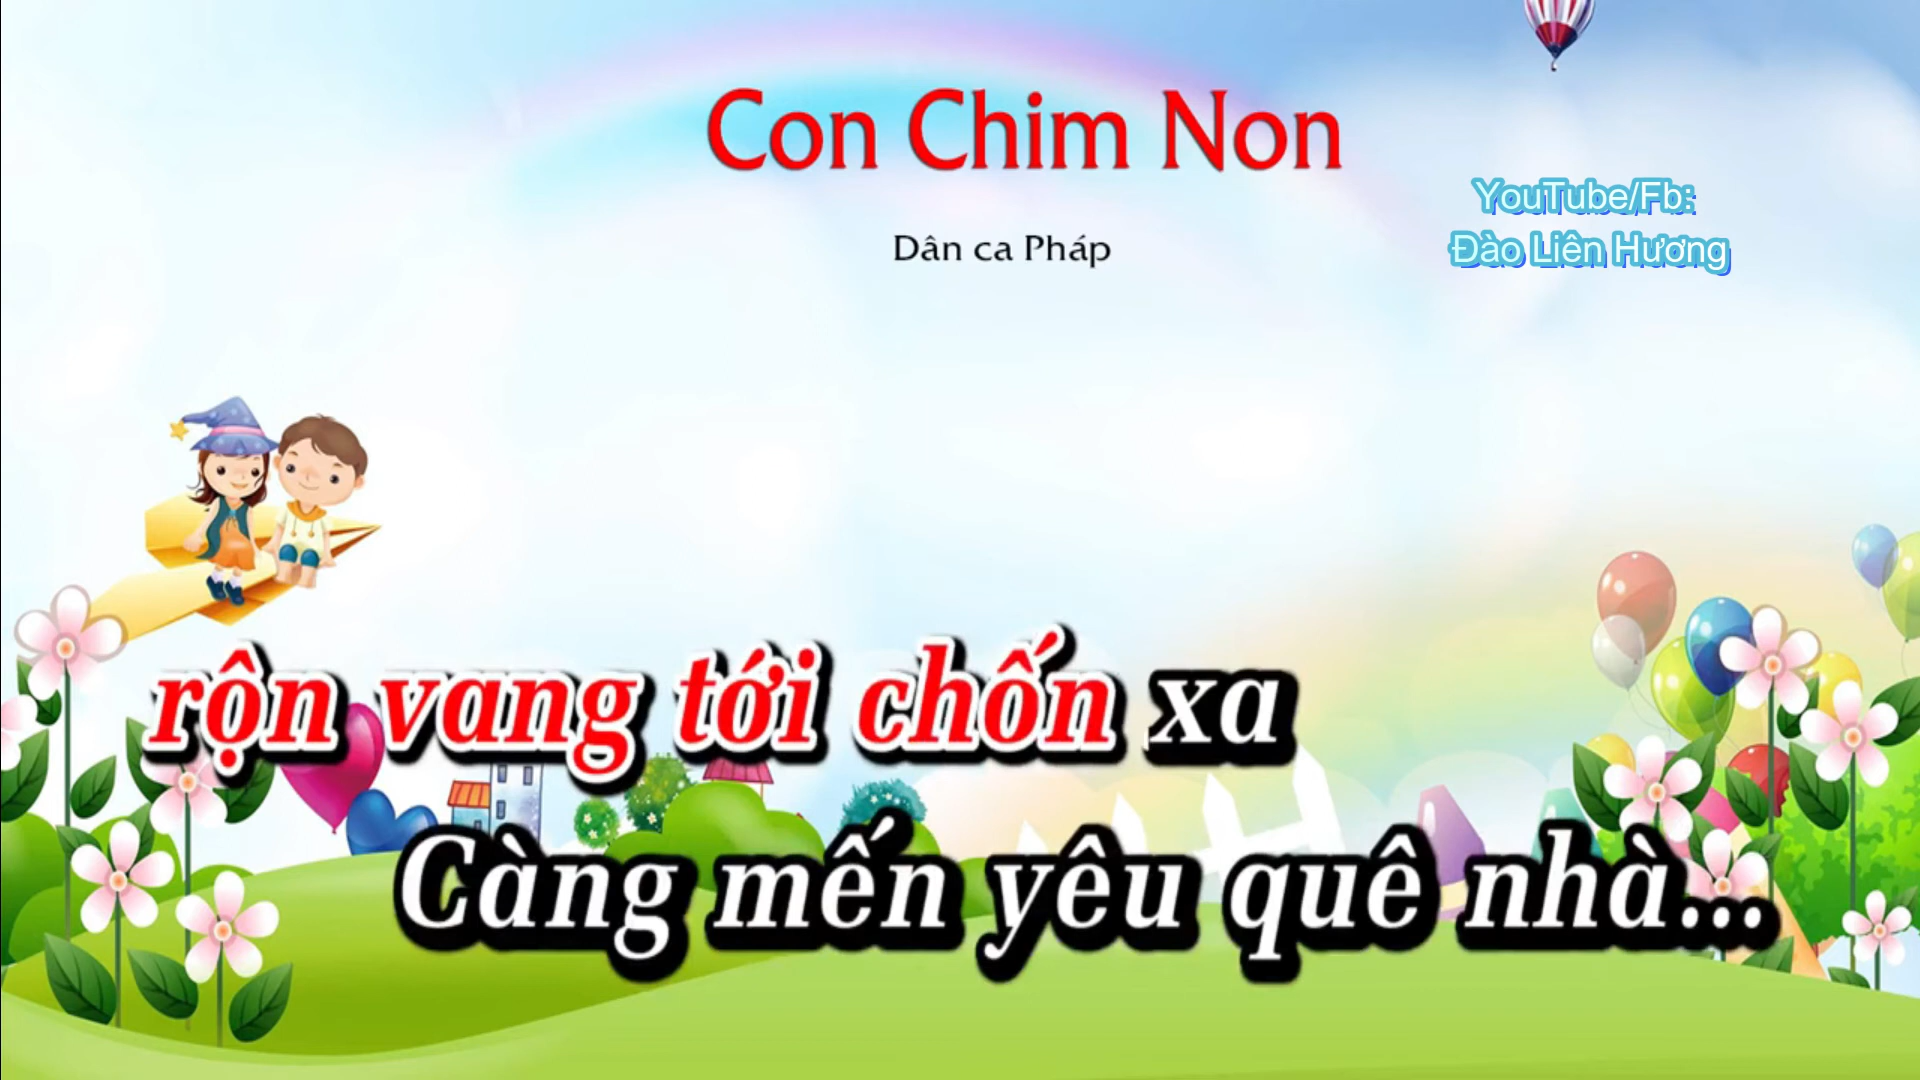 Con Chim Non
YouTube/Fb:
Đào Liên Hương
Dân ca Pháp
rộn vang tới chốn xa
Càng mến yêu quê nhà...